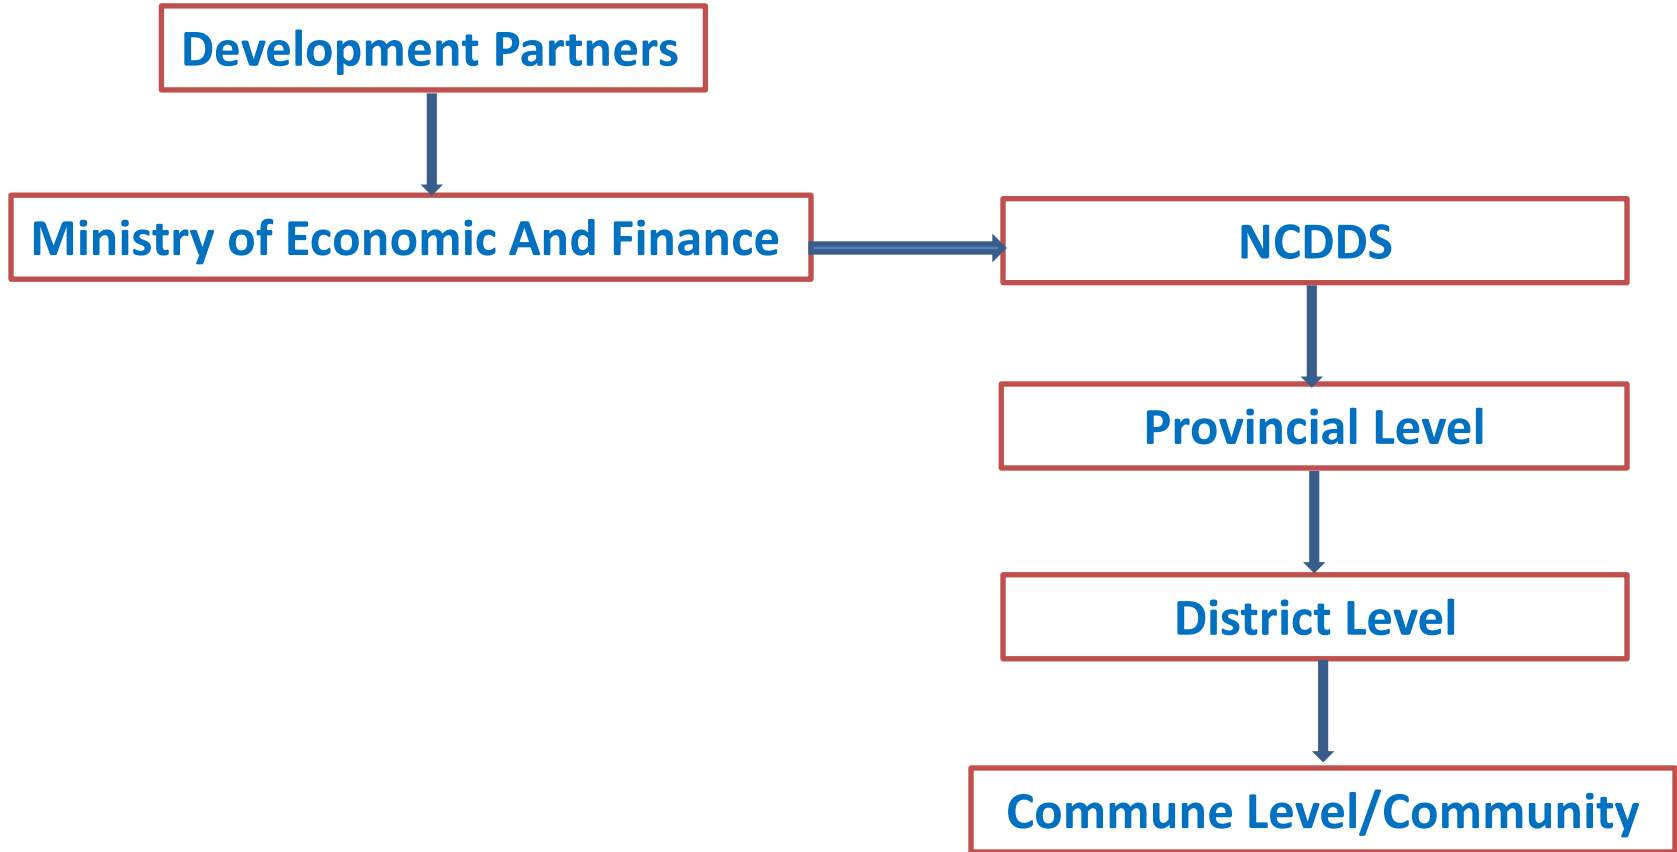 Development Partners
Ministry of Economic And Finance
NCDDS
Provincial Level
District Level
Commune Level/Community